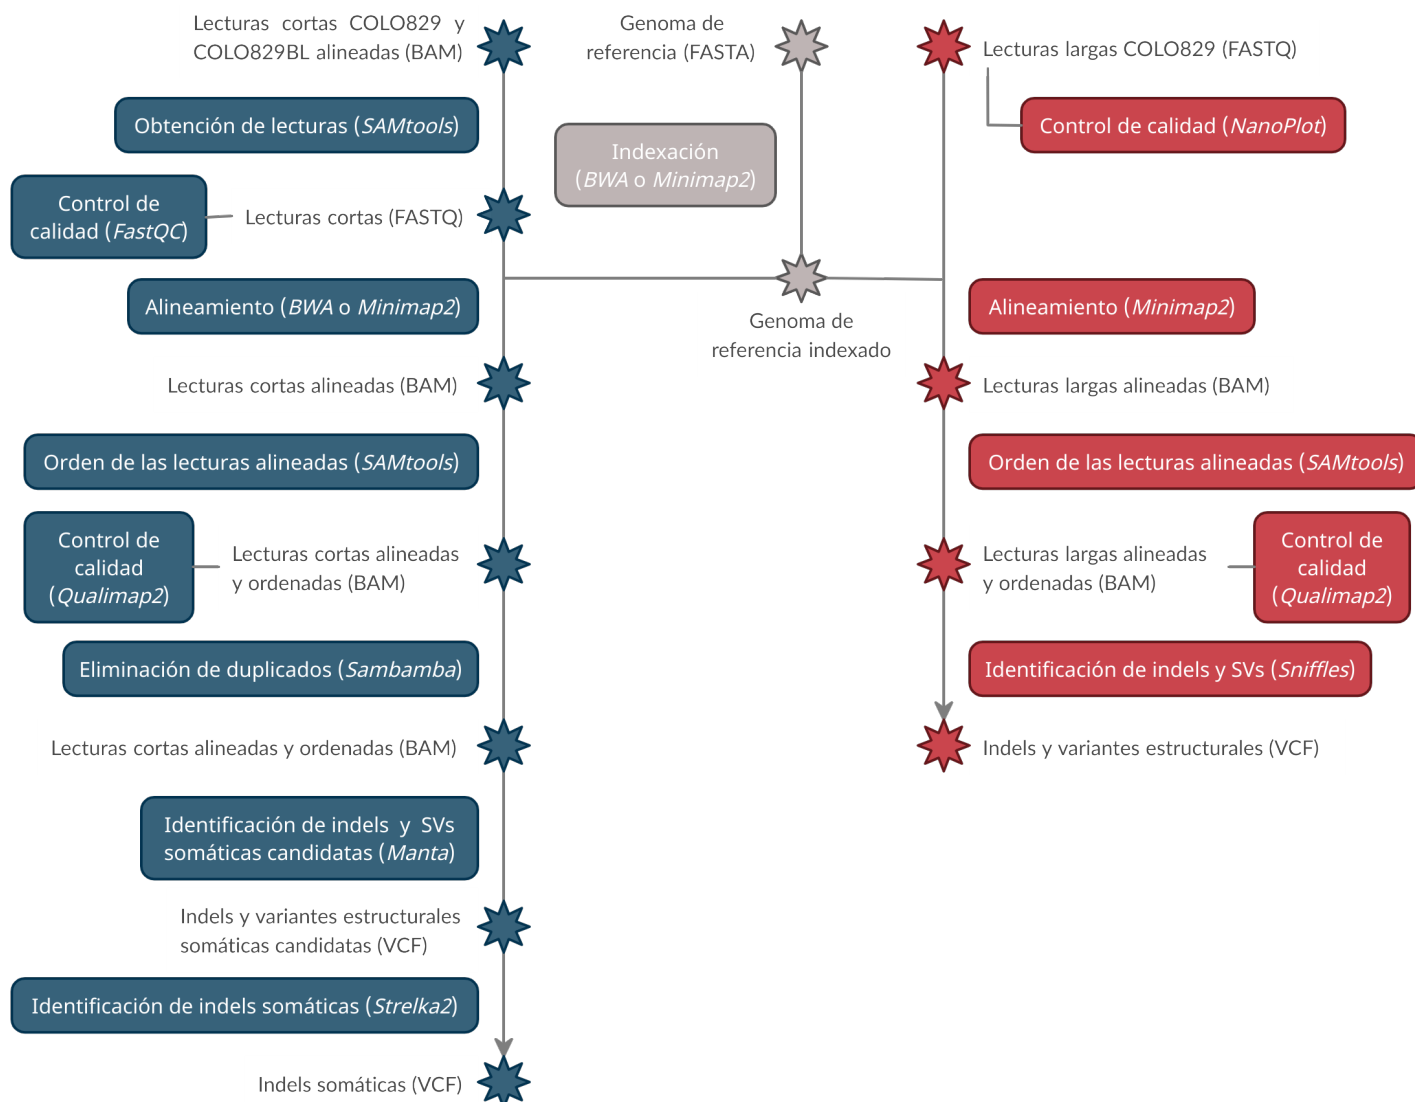 Lecturas cortas COLO829 y
COLO829BL alineadas (BAM)
Genoma de
referencia (FASTA)
Lecturas largas COLO829 (FASTQ)
Obtención de lecturas (SAMtools)
Indexación
(BWA o Minimap2)
Control de calidad (NanoPlot)
Control de
calidad (FastQC)
Lecturas cortas (FASTQ)
Alineamiento (BWA o Minimap2)
Genoma de
referencia indexado
Alineamiento (Minimap2)
Lecturas cortas alineadas (BAM)
Lecturas largas alineadas (BAM)
Orden de las lecturas alineadas (SAMtools)
Orden de las lecturas alineadas (SAMtools)
Control de
calidad
(Qualimap2)
Lecturas cortas alineadas
y ordenadas (BAM)
Lecturas largas alineadas
y ordenadas (BAM)
Control de
calidad
(Qualimap2)
Eliminación de duplicados (Sambamba)
Identificación de indels y SVs (Sniffles)
Lecturas cortas alineadas y ordenadas (BAM)
Indels y variantes estructurales (VCF)
Identificación de indels y SVs
somáticas candidatas (Manta)
Indels y variantes estructurales
somáticas candidatas (VCF)
Identificación de indels somáticas (Strelka2)
Indels somáticas (VCF)